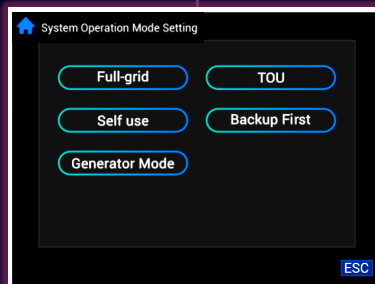 System Operation Mode Setting
Full-grid
TOU
Self use
Backup First
Generator Mode
ESC